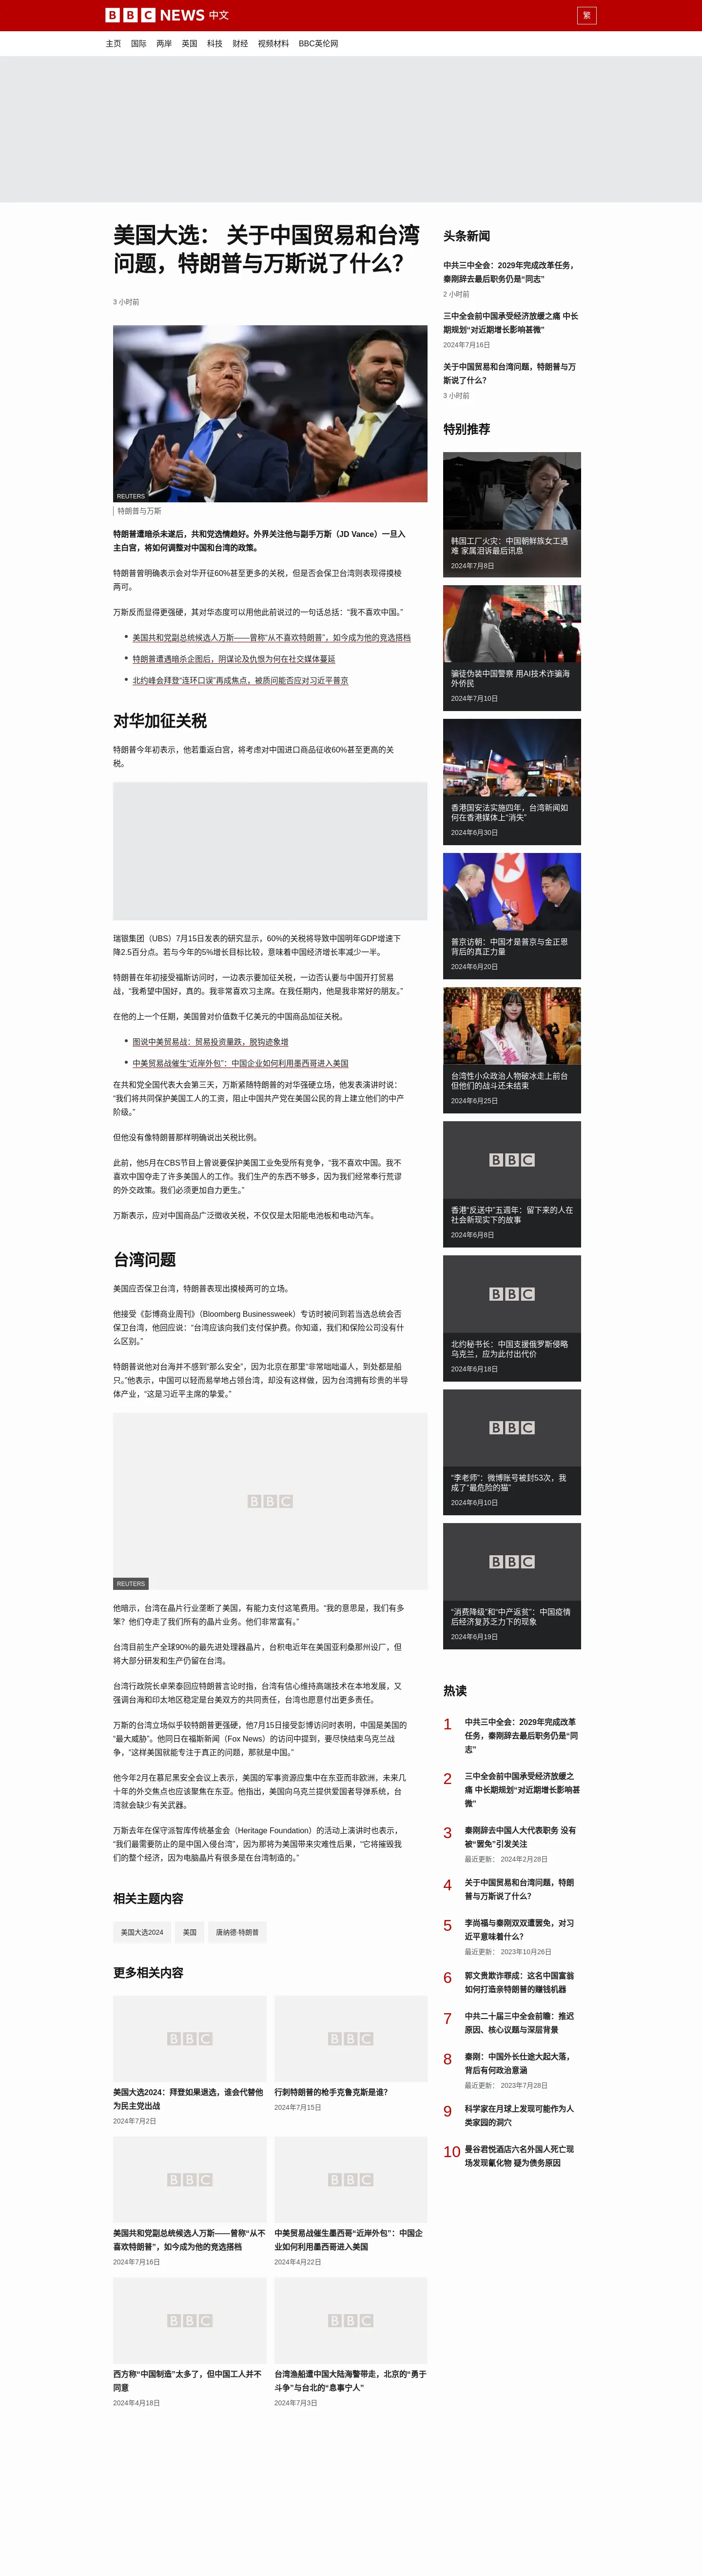 BBC NEWS 中文
繁
主页 国际 两岸 英国 科技 财经 视频材料 BBC英伦网
美国大选： 关于中国贸易和台湾
问题，特朗普与万斯说了什么？
3 小时前
REUTERS
特朗普与万斯
特朗普遭暗杀未遂后，共和党选情趋好。外界关注他与副手万斯（JD Vance）一旦入
主白宫，将如何调整对中国和台湾的政策。
特朗普曾明确表示会对华开征60%甚至更多的关税，但是否会保卫台湾则表现得摸棱
两可。
万斯反而显得更强硬，其对华态度可以用他此前说过的一句话总括：“我不喜欢中国。”
美国共和党副总统候选人万斯——曾称“从不喜欢特朗普”，如今成为他的竞选搭档
特朗普遭遇暗杀企图后，阴谋论及仇恨为何在社交媒体蔓延
北约峰会拜登“连环口误”再成焦点，被质问能否应对习近平普京
对华加征关税
特朗普今年初表示，他若重返白宫，将考虑对中国进口商品征收60%甚至更高的关
税。
瑞银集团（UBS）7月15日发表的研究显示，60%的关税将导致中国明年GDP增速下
降2.5百分点。若与今年的5%增长目标比较，意味着中国经济增长率减少一半。
特朗普在年初接受福斯访问时，一边表示要加征关税，一边否认要与中国开打贸易
战，“我希望中国好，真的。我非常喜欢习主席。在我任期内，他是我非常好的朋友。”
在他的上一个任期，美国曾对价值数千亿美元的中国商品加征关税。
图说中美贸易战：贸易投资量跌，脱钩迹象增
中美贸易战催生“近岸外包”：中国企业如何利用墨西哥进入美国
在共和党全国代表大会第三天，万斯紧随特朗普的对华强硬立场，他发表演讲时说：
“我们将共同保护美国工人的工资，阻止中国共产党在美国公民的背上建立他们的中产
阶级。”
但他没有像特朗普那样明确说出关税比例。
此前，他5月在CBS节目上曾说要保护美国工业免受所有竞争，“我不喜欢中国。我不
喜欢中国夺走了许多美国人的工作。我们生产的东西不够多，因为我们经常奉行荒谬
的外交政策。我们必须更加自力更生。”
万斯表示，应对中国商品广泛徵收关税，不仅仅是太阳能电池板和电动汽车。
台湾问题
美国应否保卫台湾，特朗普表现出摸棱两可的立场。
他接受《彭博商业周刊》（Bloomberg Businessweek）专访时被问到若当选总统会否
保卫台湾，他回应说：“台湾应该向我们支付保护费。你知道，我们和保险公司没有什
么区别。”
特朗普说他对台海并不感到“那么安全”，因为北京在那里“非常咄咄逼人，到处都是船
只。”他表示，中国可以轻而易举地占领台湾，却没有这样做，因为台湾拥有珍贵的半导
体产业，“这是习近平主席的挚爱。”
BBC
REUTERS
他暗示，台湾在晶片行业垄断了美国，有能力支付这笔费用。“我的意思是，我们有多
笨？他们夺走了我们所有的晶片业务。他们非常富有。”
台湾目前生产全球90%的最先进处理器晶片，台积电近年在美国亚利桑那州设厂，但
将大部分研发和生产仍留在台湾。
台湾行政院长卓荣泰回应特朗普言论时指，台湾有信心维持高端技术在本地发展，又
强调台海和印太地区稳定是台美双方的共同责任，台湾也愿意付出更多责任。
万斯的台湾立场似乎较特朗普更强硬，他7月15日接受彭博访问时表明，中国是美国的
“最大威胁”。他同日在福斯新闻（Fox News）的访问中提到，要尽快结束乌克兰战
争，“这样美国就能专注于真正的问题，那就是中国。”
他今年2月在慕尼黑安全会议上表示，美国的军事资源应集中在东亚而非欧洲，未来几
十年的外交焦点也应该聚焦在东亚。他指出，美国向乌克兰提供爱国者导弹系统，台
湾就会缺少有关武器。
万斯去年在保守派智库传统基金会（Heritage Foundation）的活动上演讲时也表示，
“我们最需要防止的是中国入侵台湾”，因为那将为美国带来灾难性后果，“它将摧毁我
们的整个经济，因为电脑晶片有很多是在台湾制造的。”
相关主题内容
美国大选2024 美国 唐纳德·特朗普
更多相关内容
BBC
美国大选2024：拜登如果退选，谁会代替他
为民主党出战
2024年7月2日
BBC
行刺特朗普的枪手克鲁克斯是谁？
2024年7月15日
BBC
美国共和党副总统候选人万斯——曾称“从不
喜欢特朗普”，如今成为他的竞选搭档
2024年7月16日
BBC
中美贸易战催生墨西哥“近岸外包”：中国企
业如何利用墨西哥进入美国
2024年4月22日
BBC
西方称“中国制造”太多了，但中国工人并不
同意
2024年4月18日
BBC
台湾渔船遭中国大陆海警带走，北京的“勇于
斗争”与台北的“息事宁人”
2024年7月3日
头条新闻
中共三中全会：2029年完成改革任务，
秦刚辞去最后职务仍是“同志”
2 小时前
三中全会前中国承受经济放缓之痛 中长
期规划“对近期增长影响甚微”
2024年7月16日
关于中国贸易和台湾问题，特朗普与万
斯说了什么？
3 小时前
特别推荐
韩国工厂火灾：中国朝鲜族女工遇
难 家属泪诉最后讯息
2024年7月8日
骗徒伪装中国警察 用AI技术诈骗海
外侨民
2024年7月10日
香港国安法实施四年，台湾新闻如
何在香港媒体上“消失”
2024年6月30日
普京访朝：中国才是普京与金正恩
背后的真正力量
2024年6月20日
台湾性小众政治人物破冰走上前台
但他们的战斗还未结束
2024年6月25日
BBC
香港“反送中”五週年：留下来的人在
社会新现实下的故事
2024年6月8日
BBC
北约秘书长：中国支援俄罗斯侵略
乌克兰，应为此付出代价
2024年6月18日
BBC
“李老师”：微博账号被封53次，我
成了“最危险的猫”
2024年6月10日
BBC
“消费降级”和“中产返贫”：中国疫情
后经济复苏乏力下的现象
2024年6月19日
热读
1
中共三中全会：2029年完成改革
任务，秦刚辞去最后职务仍是“同
志”
2
三中全会前中国承受经济放缓之
痛 中长期规划“对近期增长影响甚
微”
3
秦刚辞去中国人大代表职务 没有
被“罢免”引发关注
最近更新： 2024年2月28日
4
关于中国贸易和台湾问题，特朗
普与万斯说了什么？
5
李尚福与秦刚双双遭罢免，对习
近平意味着什么？
最近更新： 2023年10月26日
6
郭文贵欺诈罪成：这名中国富翁
如何打造亲特朗普的赚钱机器
7
中共二十届三中全会前瞻：推迟
原因、核心议题与深层背景
8
秦刚：中国外长仕途大起大落，
背后有何政治意涵
最近更新： 2023年7月28日
9
科学家在月球上发现可能作为人
类家园的洞穴
10
曼谷君悦酒店六名外国人死亡现
场发现氰化物 疑为债务原因